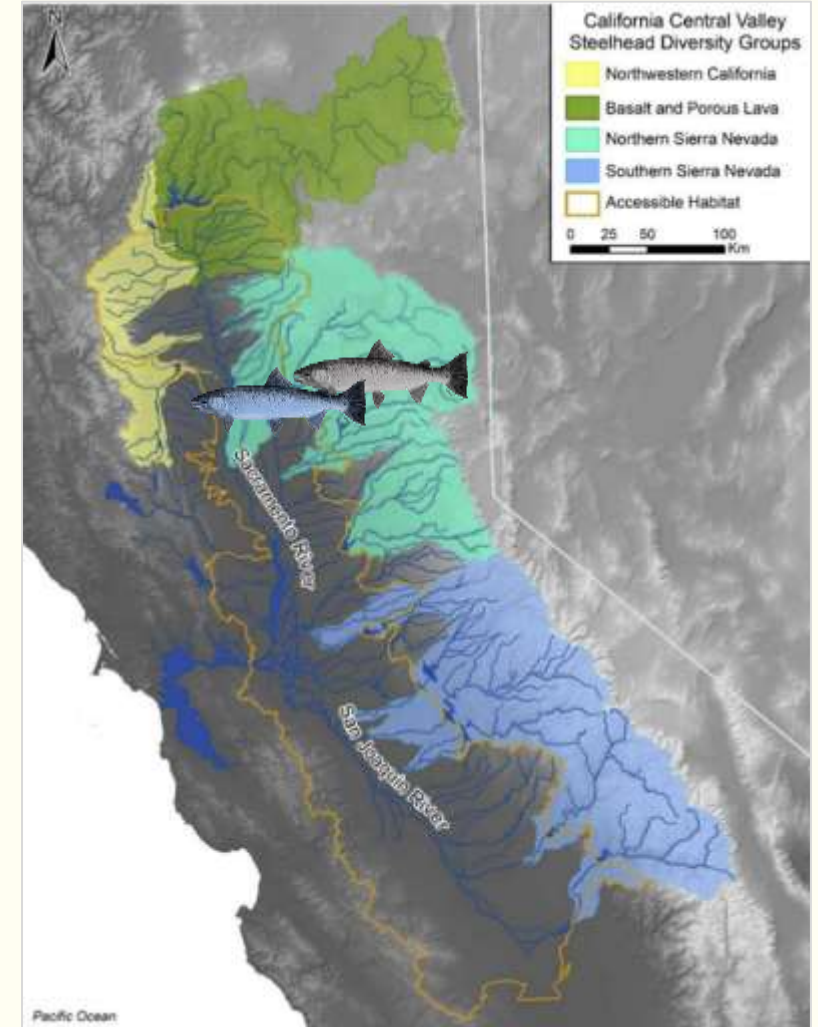 N
California Central Valley
Steelhead Diversity Groups
Northwestern California
Basalt and Porous Lava
Northern Sierra Nevada
Southern Sierra Nevada
Accessible Habitat
0 25 50 100
Km
Sacramento River
San Joaquin River
Pacific Ocean